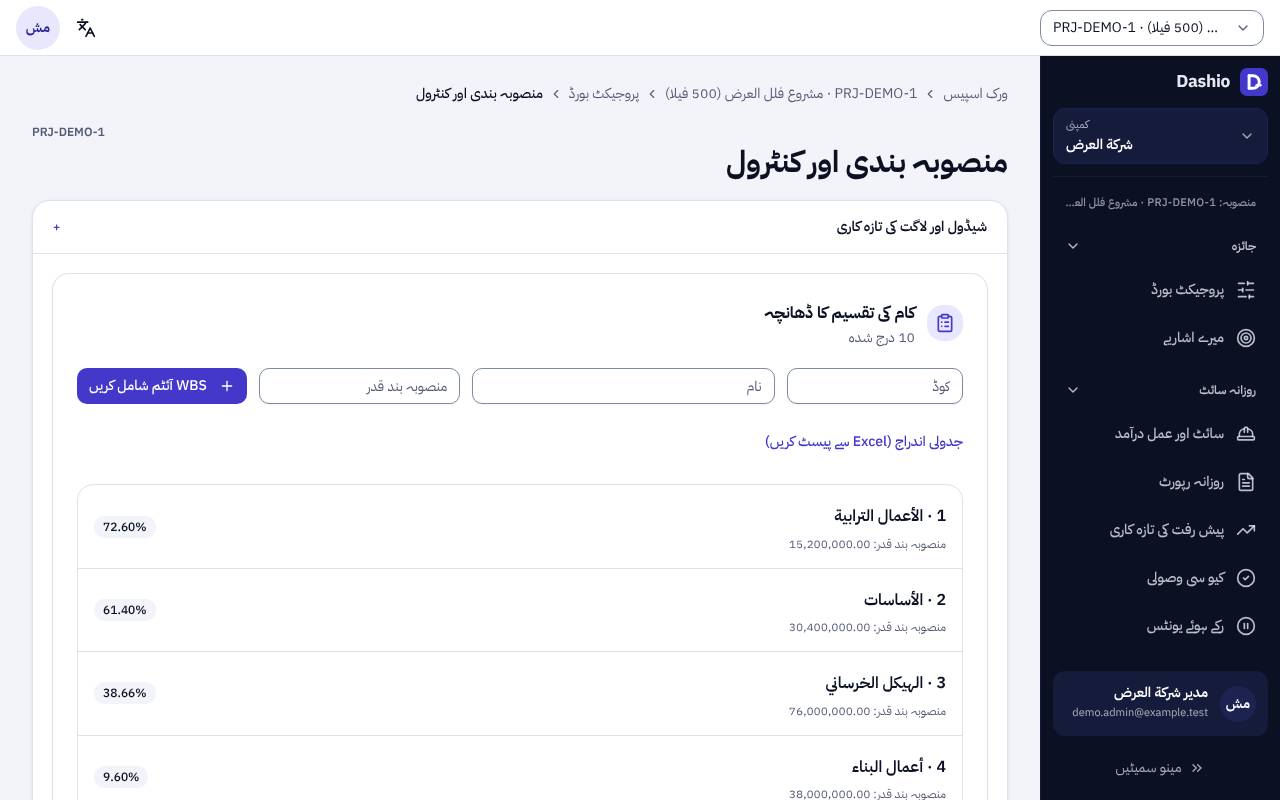 PRJ-DEMO-1 · (500 فيلا) ...
مش
Dashio
کمپنی
شركة العرض
منصوبہ: PRJ-DEMO-1 · مشروع فلل الع...
جائزہ
پروجیکٹ بورڈ
میرے اشاریے
روزانہ سائٹ
سائٹ اور عمل درآمد
روزانہ رپورٹ
پیش رفت کی تازہ کاری
کیو سی وصولی
رکے ہوئے یونٹس
مش
مدير شركة العرض
demo.admin@example.test
مینو سمیٹیں
ورک اسپیس › PRJ-DEMO-1 · مشروع فلل العرض (500 فيلا) › پروجیکٹ بورڈ › منصوبہ بندی اور کنٹرول
PRJ-DEMO-1
منصوبہ بندی اور کنٹرول
شیڈول اور لاگت کی تازہ کاری
+
کام کی تقسیم کا ڈھانچہ
10 درج شدہ
کوڈ
نام
منصوبہ بند قدر
+ WBS آئٹم شامل کریں
جدولی اندراج (Excel سے پیسٹ کریں)
1 · الأعمال الترابية
منصوبہ بند قدر: 15,200,000.00
72.60%
2 · الأساسات
منصوبہ بند قدر: 30,400,000.00
61.40%
3 · الهيكل الخرساني
منصوبہ بند قدر: 76,000,000.00
38.66%
4 · أعمال البناء
منصوبہ بند قدر: 38,000,000.00
9.60%